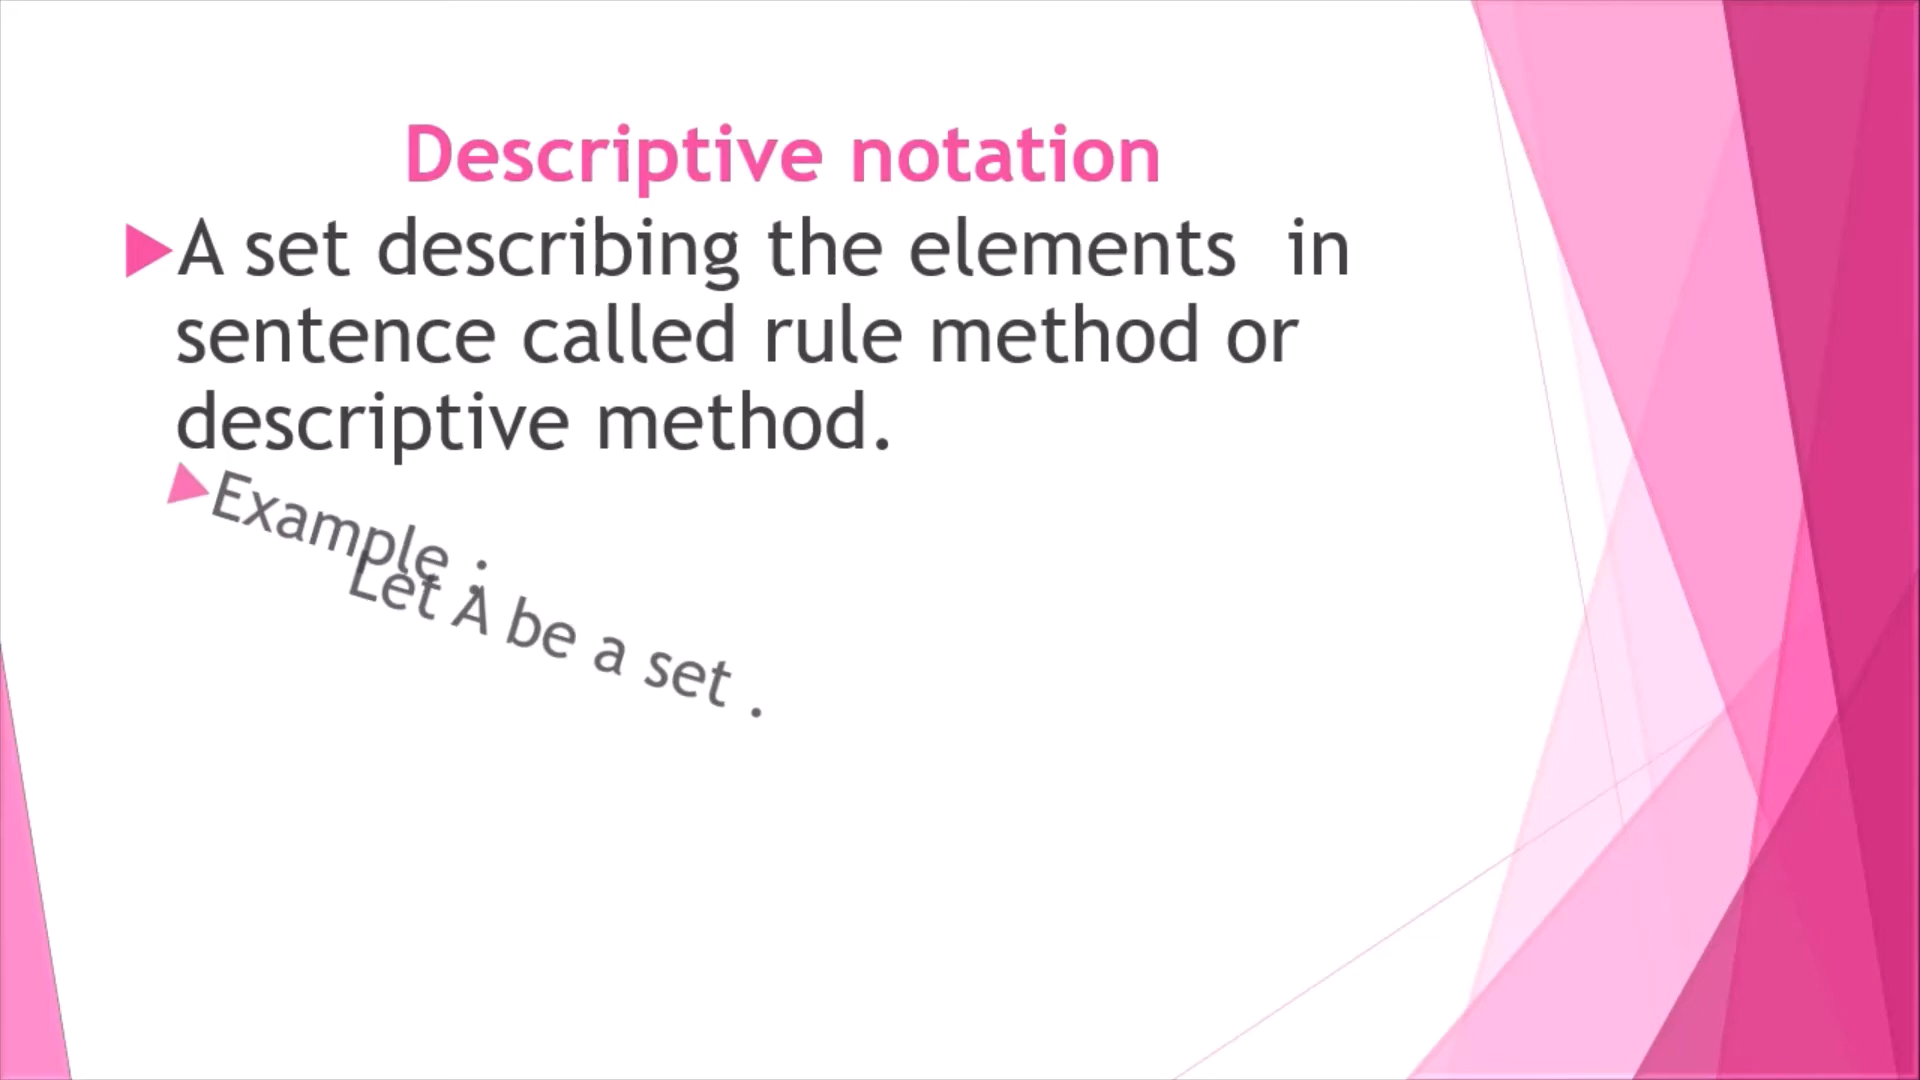 Descriptive notation
A set describing the elements in
sentence called rule method or
descriptive method.
Example :
Let A be a set .